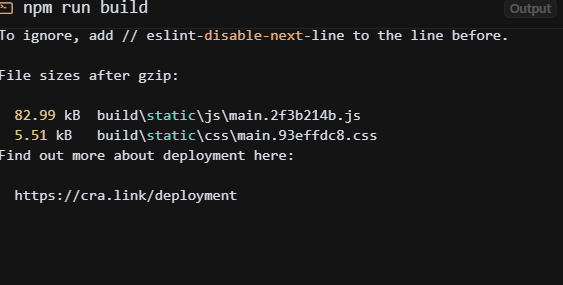 npm run build
Output
To ignore, add // eslint-disable-next-line to the line before.
File sizes after gzip:
82.99 kB  build\static\js\main.2f3b214b.js
5.51 kB   build\static\css\main.93effdc8.css
Find out more about deployment here:
https://cra.link/deployment